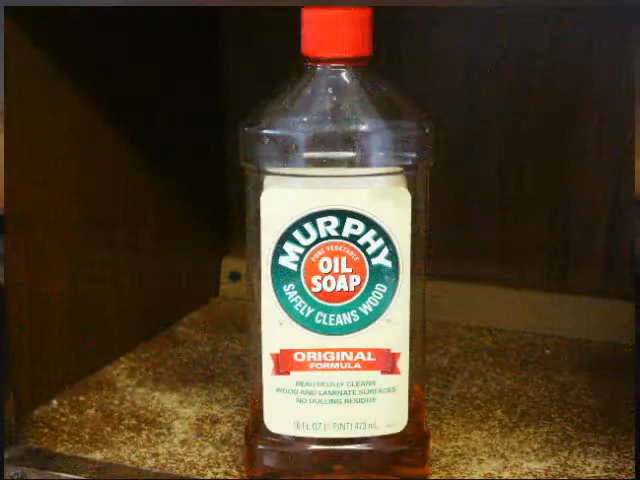 MURPHY
PURE VEGETABLE
OIL
SOAP
SAFELY CLEANS WOOD
ORIGINAL
FORMULA
BEAUTIFULLY CLEANS
WOOD AND LAMINATE SURFACES
NO DULLING RESIDUE
16 FL OZ (1 PINT) 473 mL